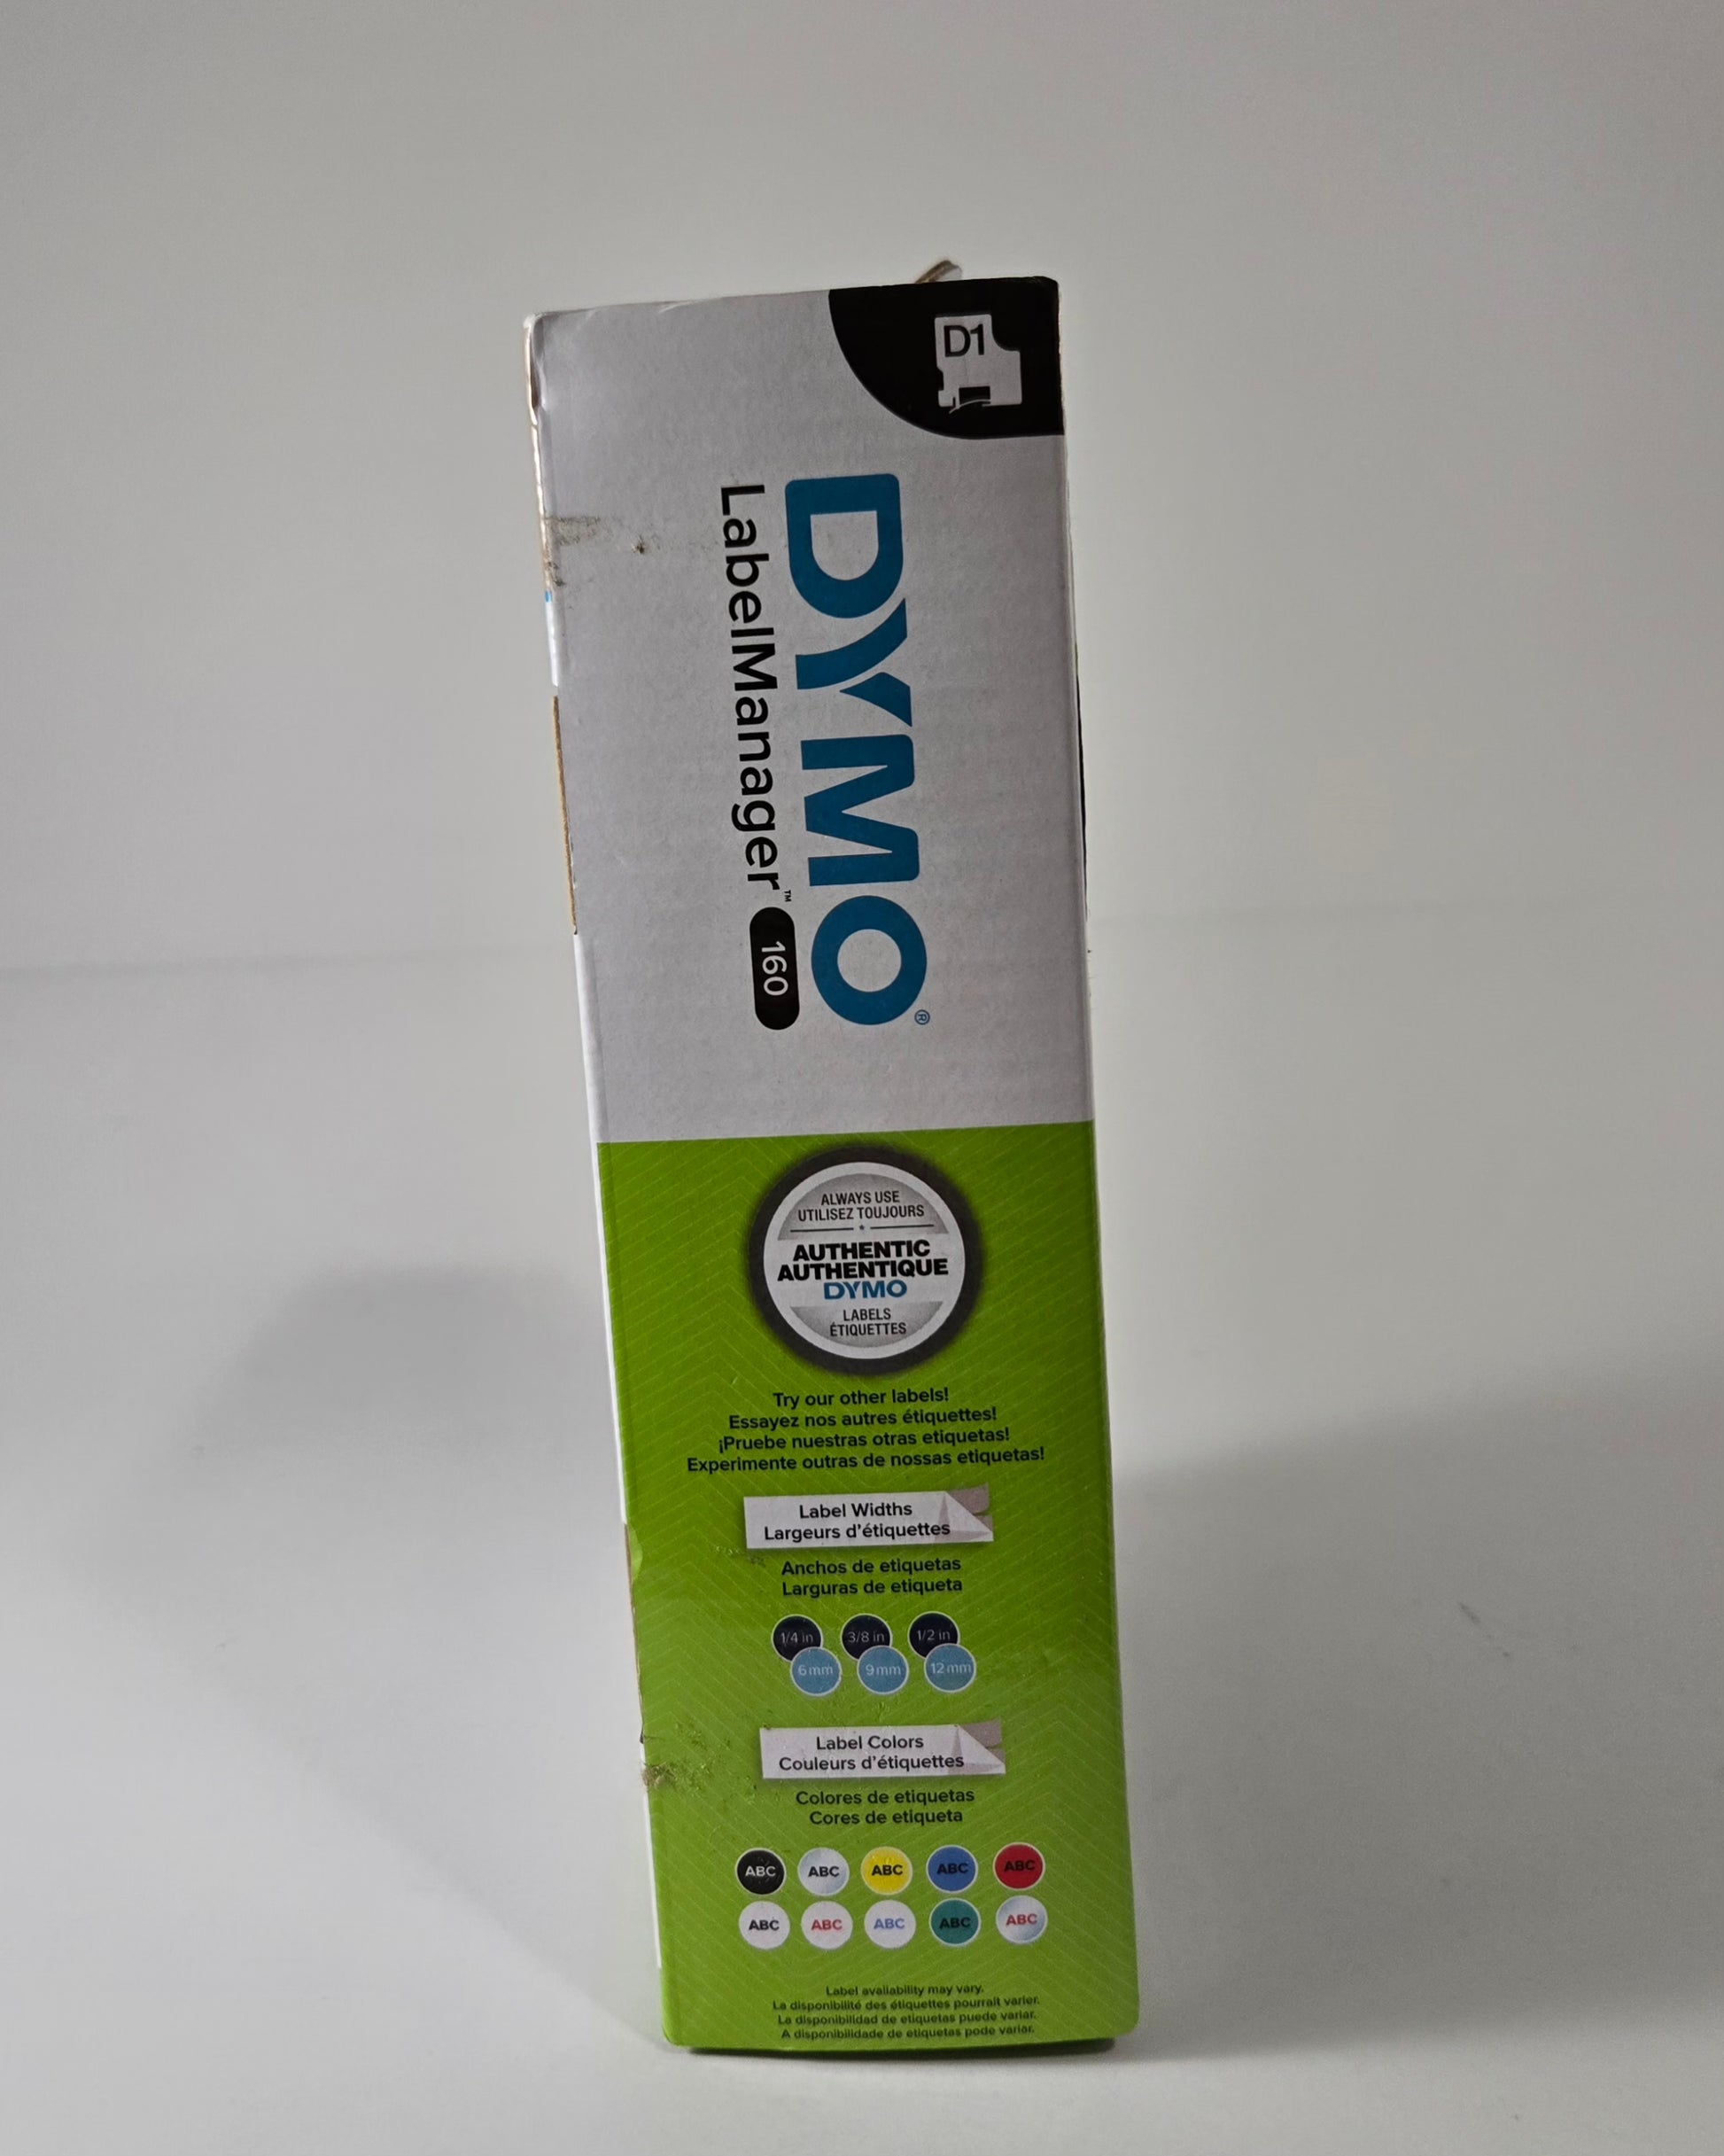 D1
DYMO®
LabelManager™ 160
ALWAYS USE
UTILISEZ TOUJOURS
AUTHENTIC
AUTHENTIQUE
DYMO
LABELS
ÉTIQUETTES
Try our other labels!
Essayez nos autres étiquettes!
¡Pruebe nuestras otras etiquetas!
Experimente outras de nossas etiquetas!
Label Widths
Largeurs d'étiquettes
Anchos de etiquetas
Larguras de etiqueta
1/4 in 3/8 in 1/2 in
6mm 9mm 12mm
Label Colors
Couleurs d'étiquettes
Colores de etiquetas
Cores de etiqueta
ABC ABC ABC ABC ABC
ABC ABC ABC ABC ABC
Label availability may vary.
La disponibilité des étiquettes pourrait varier.
La disponibilidad de etiquetas puede variar.
A disponibilidade de etiquetas pode variar.